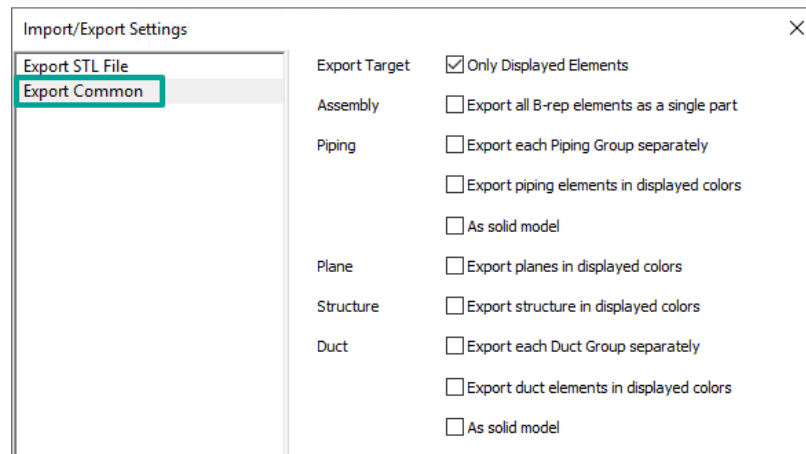 Import/Export Settings
Export STL File
Export Common
Export Target Only Displayed Elements
Assembly Export all B-rep elements as a single part
Piping Export each Piping Group separately
Export piping elements in displayed colors
As solid model
Plane Export planes in displayed colors
Structure Export structure in displayed colors
Duct Export each Duct Group separately
Export duct elements in displayed colors
As solid model